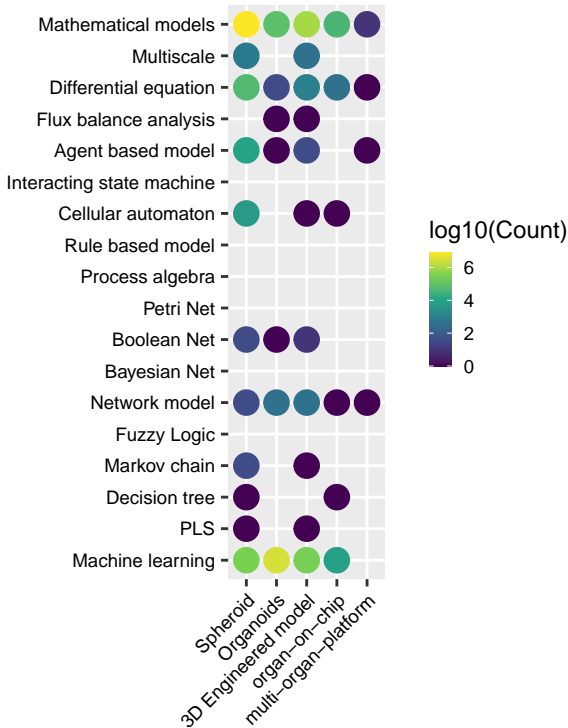 Mathematical models
Multiscale
Differential equation
Flux balance analysis
Agent based model
Interacting state machine
Cellular automaton
Rule based model
Process algebra
Petri Net
Boolean Net
Bayesian Net
Network model
Fuzzy Logic
Markov chain
Decision tree
PLS
Machine learning
Spheroid
Organoids
3D Engineered model
organ−on−chip
multi−organ−platform
log10(Count)
6
4
2
0